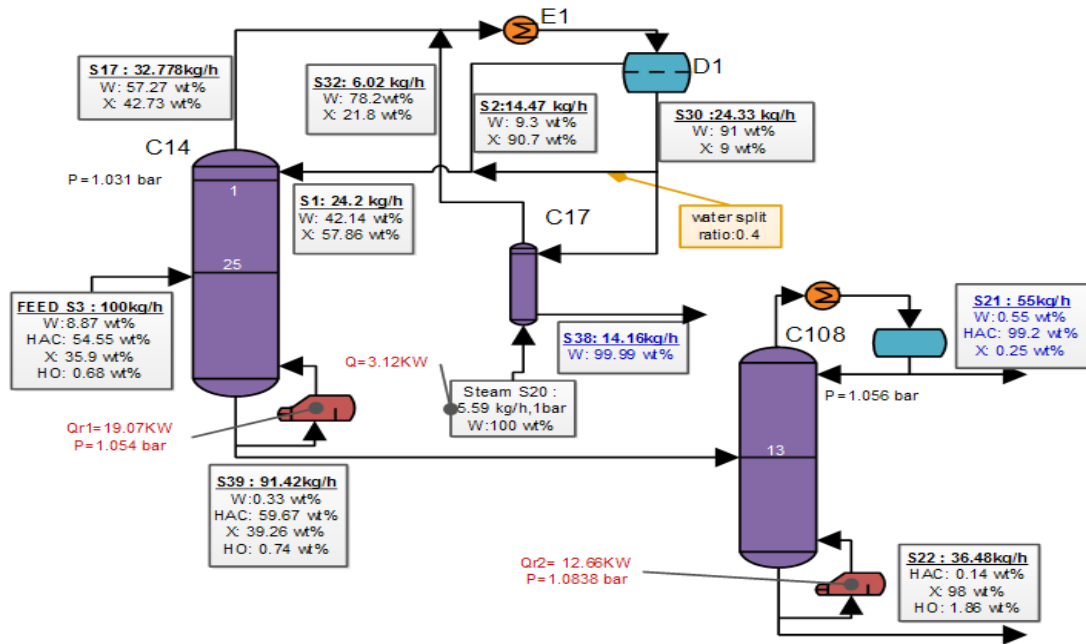 E1
D1
S17 : 32.778kg/h
W: 57.27 wt%
X: 42.73 wt%
S32: 6.02 kg/h
W: 78.2wt%
X: 21.8 wt%
S2:14.47 kg/h
W: 9.3 wt%
X: 90.7 wt%
S30 :24.33 kg/h
W: 91 wt%
X: 9 wt%
C14
P=1.031 bar
1
25
S1: 24.2 kg/h
W: 42.14 wt%
X: 57.86 wt%
C17
water split
ratio:0.4
FEED S3 : 100kg/h
W:8.87 wt%
HAC: 54.55 wt%
X: 35.9 wt%
HO: 0.68 wt%
S38: 14.16kg/h
W: 99.99 wt%
C108
S21 : 55kg/h
W:0.55 wt%
HAC: 99.2 wt%
X: 0.25 wt%
P=1.056 bar
Q=3.12KW
Steam S20 :
5.59 kg/h,1bar
W:100 wt%
Qr1=19.07KW
P=1.054 bar
13
S39 : 91.42kg/h
W:0.33 wt%
HAC: 59.67 wt%
X: 39.26 wt%
HO: 0.74 wt%
Qr2= 12.66KW
P=1.0838 bar
S22 : 36.48kg/h
HAC: 0.14 wt%
X: 98 wt%
HO: 1.86 wt%